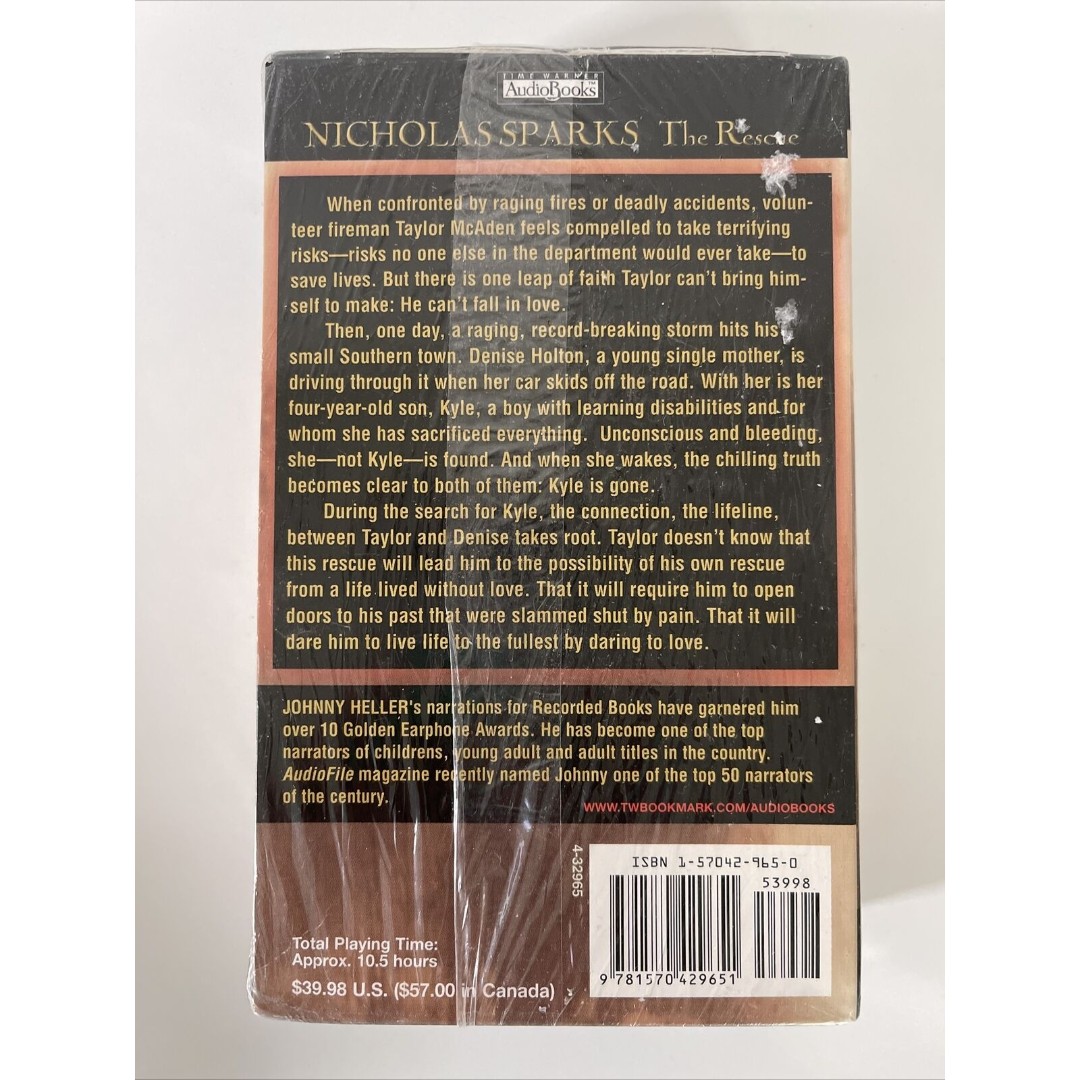 TIME WARNER
AudioBooks™
NICHOLAS SPARKS The Rescue
When confronted by raging fires or deadly accidents, volun-
teer fireman Taylor McAden feels compelled to take terrifying
risks—risks no one else in the department would ever take—to
save lives. But there is one leap of faith Taylor can't bring him-
self to make: He can't fall in love.
Then, one day, a raging, record-breaking storm hits his
small Southern town. Denise Holton, a young single mother, is
driving through it when her car skids off the road. With her is her
four-year-old son, Kyle, a boy with learning disabilities and for
whom she has sacrificed everything. Unconscious and bleeding,
she—not Kyle—is found. And when she wakes, the chilling truth
becomes clear to both of them: Kyle is gone.
During the search for Kyle, the connection, the lifeline,
between Taylor and Denise takes root. Taylor doesn't know that
this rescue will lead him to the possibility of his own rescue
from a life lived without love. That it will require him to open
doors to his past that were slammed shut by pain. That it will
dare him to live life to the fullest by daring to love.
JOHNNY HELLER's narrations for Recorded Books have garnered him
over 10 Golden Earphone Awards. He has become one of the top
narrators of childrens, young adult and adult titles in the country.
AudioFile magazine recently named Johnny one of the top 50 narrators
of the century.
WWW.TWBOOKMARK.COM/AUDIOBOOKS
4-32965
ISBN 1-57042-965-0
53998
9 781570 429651
Total Playing Time:
Approx. 10.5 hours
$39.98 U.S. ($57.00 in Canada)